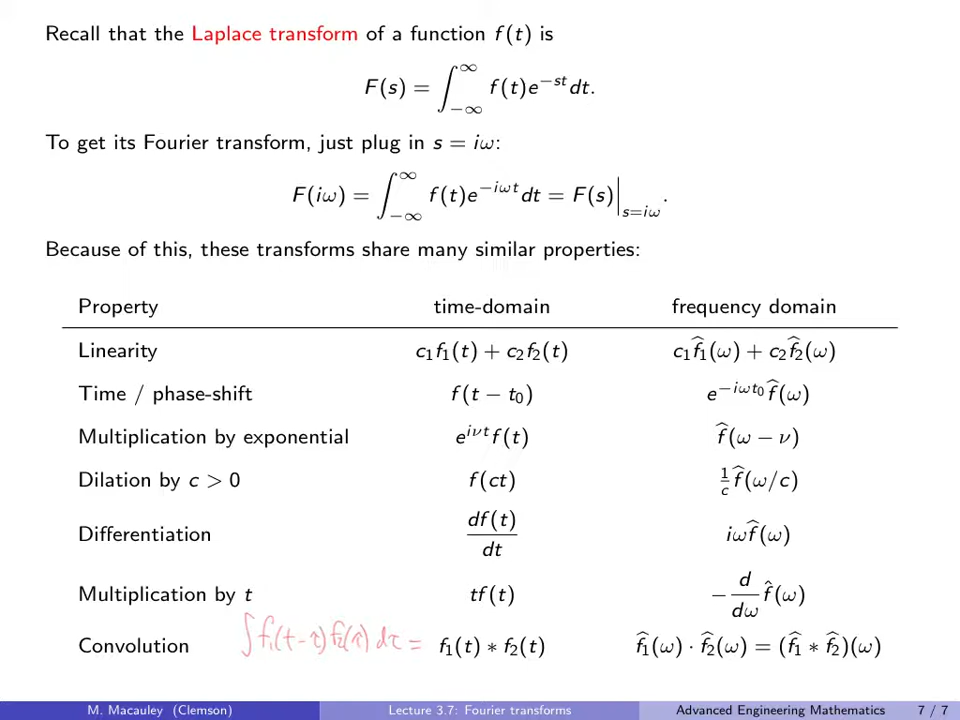 Recall that the Laplace transform of a function f(t) is
F(s) = ∫_{−∞}^{∞} f(t)e^{−st}dt.
To get its Fourier transform, just plug in s = iω:
F(iω) = ∫_{−∞}^{∞} f(t)e^{−iωt}dt = F(s)|_{s=iω}.
Because of this, these transforms share many similar properties:
Property time-domain frequency domain
Linearity c₁f₁(t) + c₂f₂(t) c₁f̂₁(ω) + c₂f̂₂(ω)
Time / phase-shift f(t − t₀) e^{−iωt₀}f̂(ω)
Multiplication by exponential e^{iνt}f(t) f̂(ω − ν)
Dilation by c > 0 f(ct) 1/c f̂(ω/c)
Differentiation df(t)/dt iωf̂(ω)
Multiplication by t tf(t) −d/dω f̂(ω)
Convolution ∫f₁(t−τ)f₂(τ)dτ = f₁(t) ∗ f₂(t) f̂₁(ω) · f̂₂(ω) = (f̂₁ ∗ f̂₂)(ω)
M. Macauley (Clemson) Lecture 3.7: Fourier transforms Advanced Engineering Mathematics 7 / 7